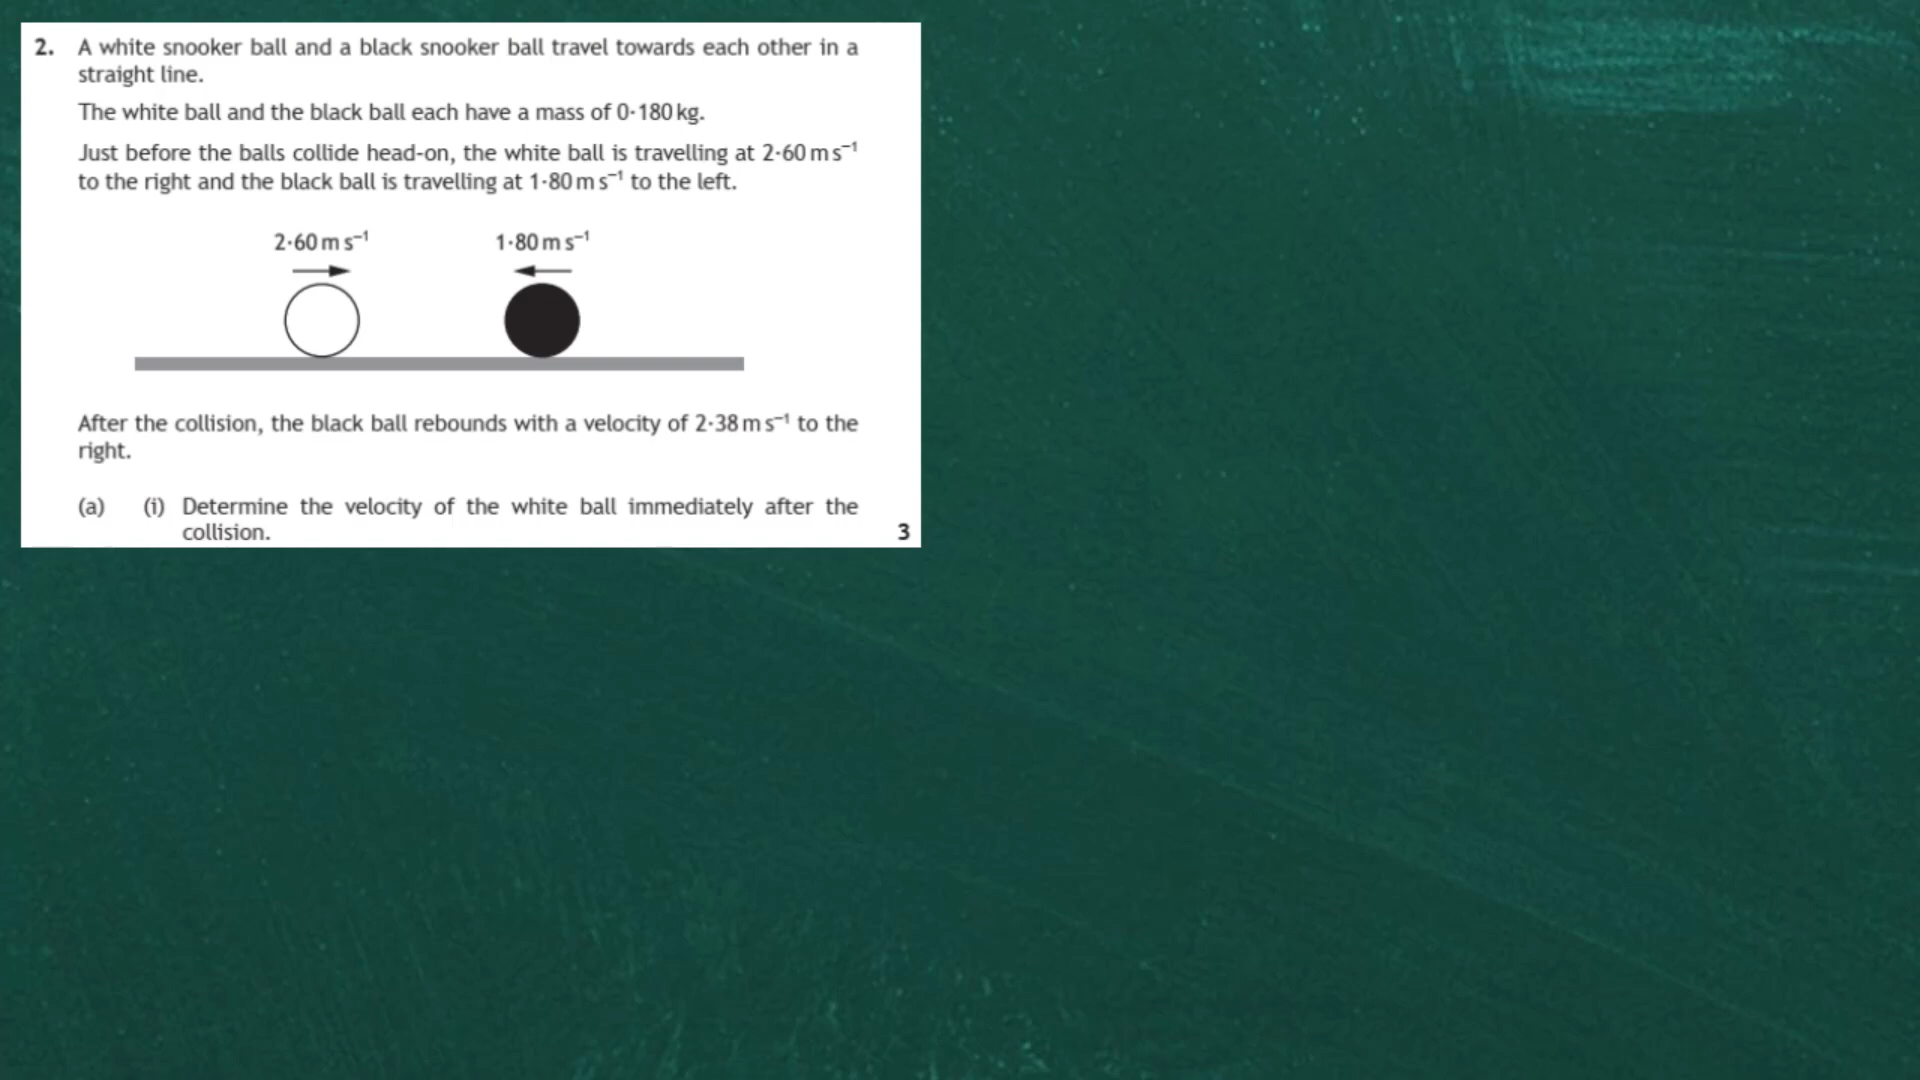 2. A white snooker ball and a black snooker ball travel towards each other in a
straight line.
The white ball and the black ball each have a mass of 0·180 kg.
Just before the balls collide head-on, the white ball is travelling at 2·60 m s⁻¹
to the right and the black ball is travelling at 1·80 m s⁻¹ to the left.
2·60 m s⁻¹ 1·80 m s⁻¹
After the collision, the black ball rebounds with a velocity of 2·38 m s⁻¹ to the
right.
(a) (i) Determine the velocity of the white ball immediately after the
collision. 3